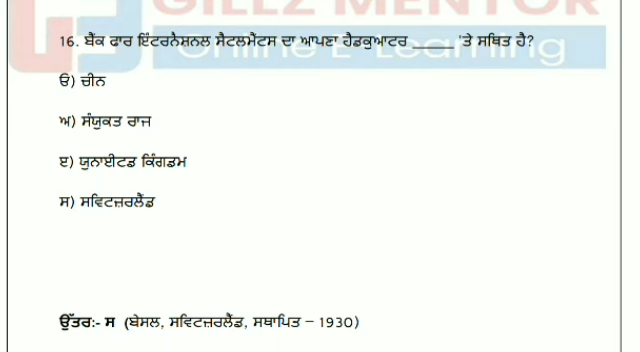 GILLZ MENTOR
Online E-Learning
16. ਬੈਂਕ ਫਾਰ ਇੰਟਰਨੈਸ਼ਨਲ ਸੈਟਲਮੈਂਟਸ ਦਾ ਆਪਣਾ ਹੈਡਕੁਆਟਰ _____ 'ਤੇ ਸਥਿਤ ਹੈ?
ੳ) ਚੀਨ
ਅ) ਸੰਯੁਕਤ ਰਾਜ
ੲ) ਯੁਨਾਈਟਡ ਕਿੰਗਡਮ
ਸ) ਸਵਿਟਜ਼ਰਲੈਂਡ
ਉੱਤਰ:- ਸ (ਬੇਸਲ, ਸਵਿਟਜ਼ਰਲੈਂਡ, ਸਥਾਪਿਤ – 1930)